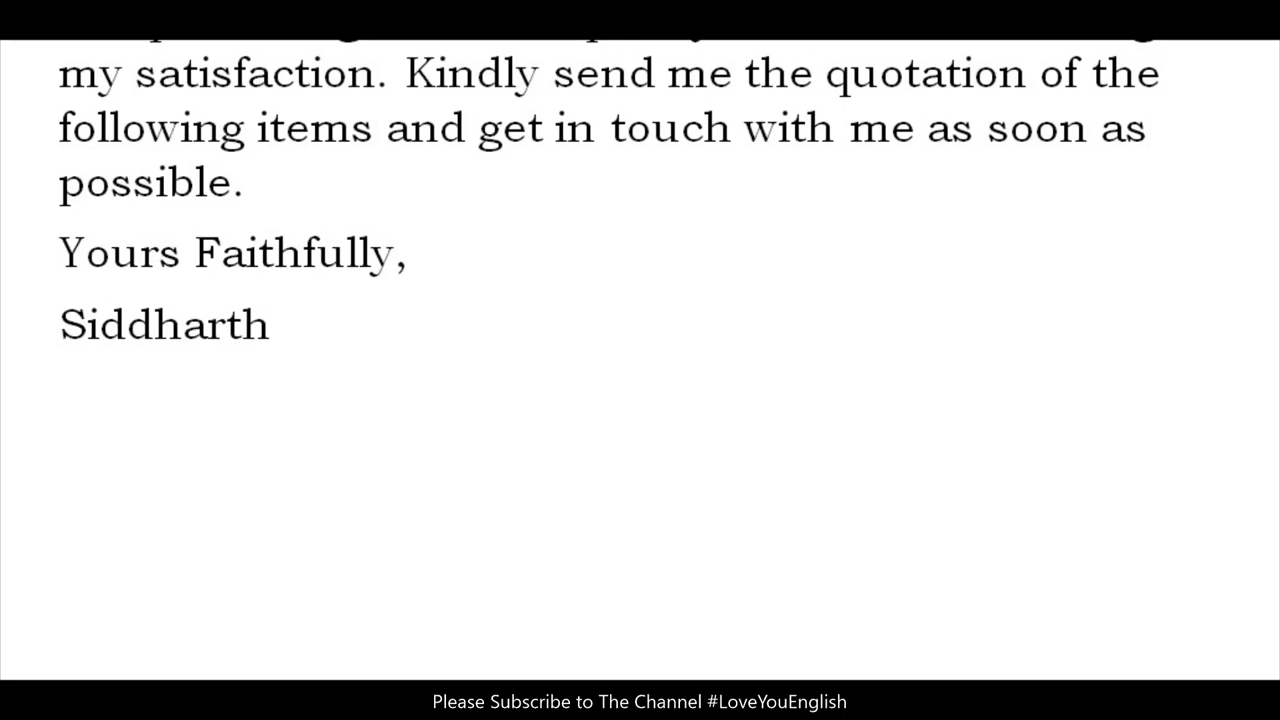 my satisfaction. Kindly send me the quotation of the
following items and get in touch with me as soon as
possible.
Yours Faithfully,
Siddharth
Please Subscribe to The Channel #LoveYouEnglish